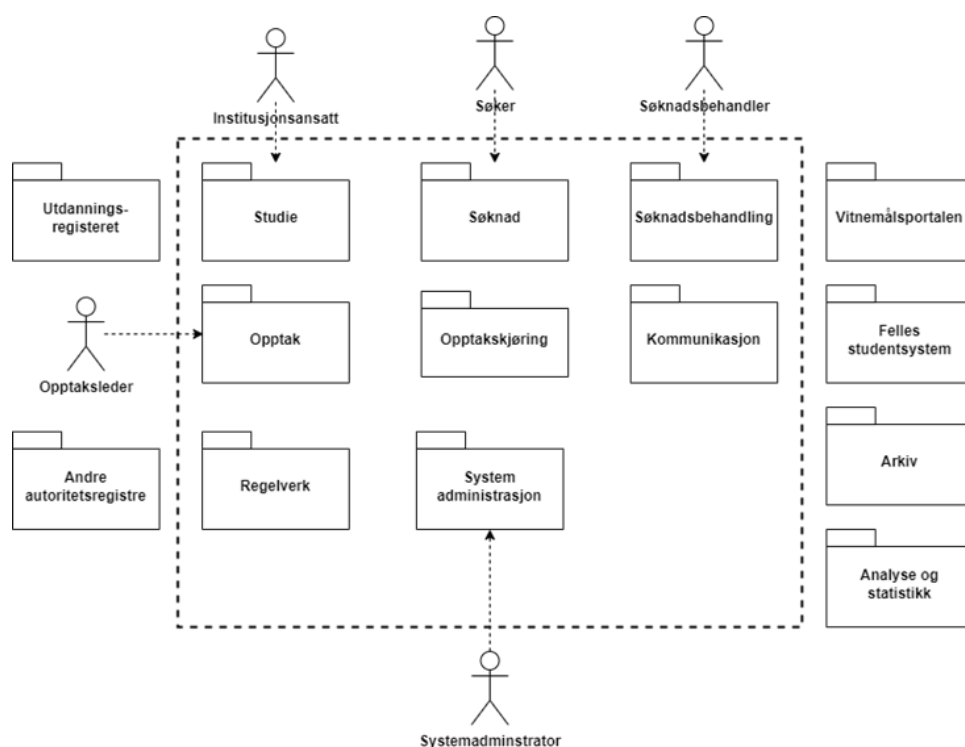 Institusjonsansatt
Søker
Søknadsbehandler
Utdannings-
registeret
Studie
Søknad
Søknadsbehandling
Vitnemålsportalen
Opptaksleder
Opptak
Opptakskjøring
Kommunikasjon
Felles
studentsystem
Andre
autoritetsregistre
Regelverk
System
administrasjon
Arkiv
Analyse og
statistikk
Systemadminstrator